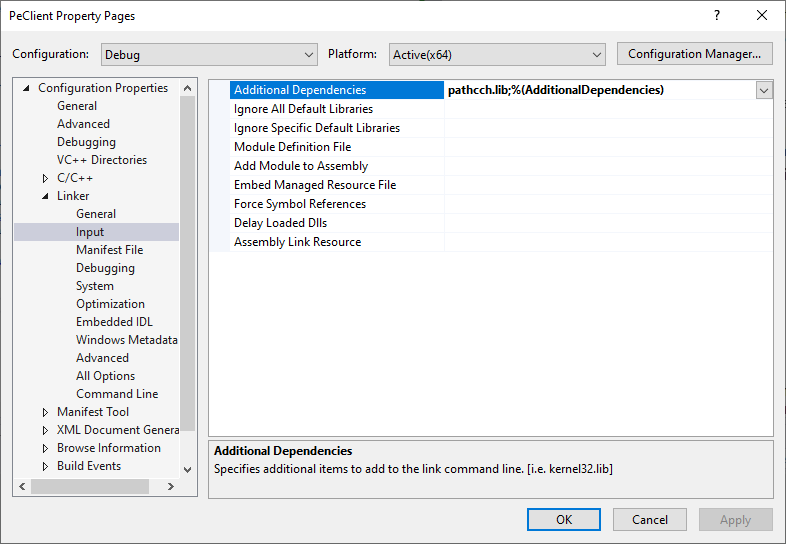 PeClient Property Pages
Configuration: Debug Platform: Active(x64) Configuration Manager...
Configuration Properties
General
Advanced
Debugging
VC++ Directories
C/C++
Linker
General
Input
Manifest File
Debugging
System
Optimization
Embedded IDL
Windows Metadata
Advanced
All Options
Command Line
Manifest Tool
XML Document Genera
Browse Information
Build Events
Additional Dependencies pathcch.lib;%(AdditionalDependencies)
Ignore All Default Libraries
Ignore Specific Default Libraries
Module Definition File
Add Module to Assembly
Embed Managed Resource File
Force Symbol References
Delay Loaded Dlls
Assembly Link Resource
Additional Dependencies
Specifies additional items to add to the link command line. [i.e. kernel32.lib]
OK Cancel Apply